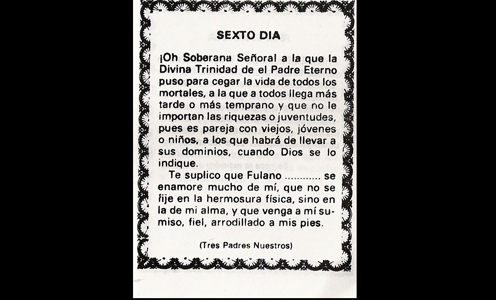 SEXTO DIA
¡Oh Soberana Señoral a la que la
Divina Trinidad de el Padre Eterno
puso para cegar la vida de todos los
mortales, a la que a todos llega más
tarde o más temprano y que no le
importan las riquezas o juventudes,
pues es pareja con viejos, jóvenes
o niños, a los que habrá de llevar a
sus dominios, cuando Dios se lo
indique.
Te suplico que Fulano ............ se
enamore mucho de mí, que no se
fije en la hermosura física, sino en
la de mi alma, y que venga a mí su-
miso, fiel, arrodillado a mis pies.
(Tres Padres Nuestros)